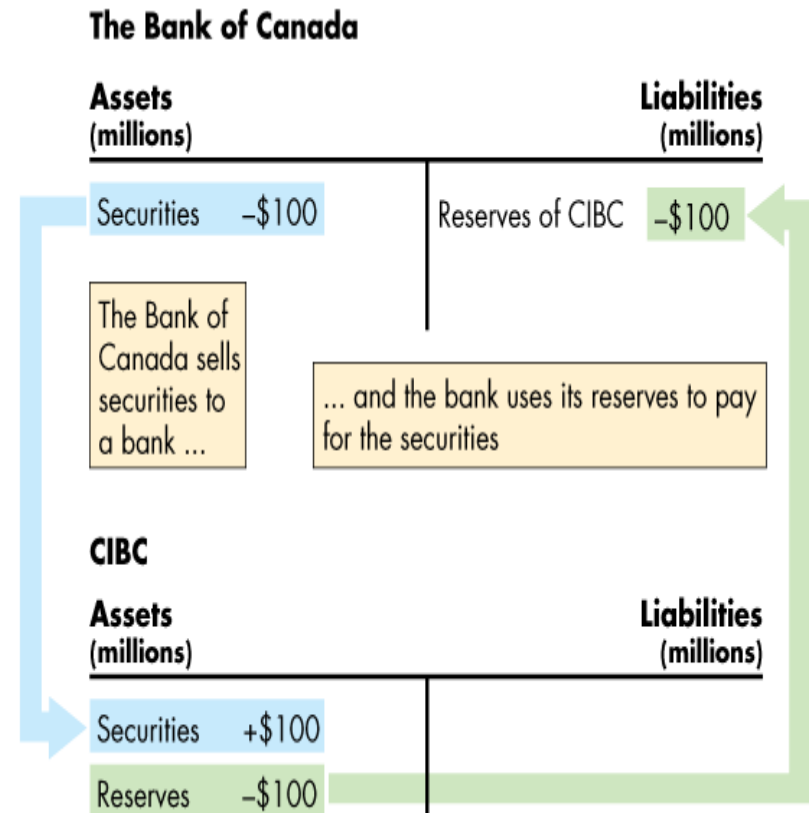 The Bank of Canada
Assets Liabilities
(millions) (millions)
Securities –$100 Reserves of CIBC –$100
The Bank of
Canada sells
securities to
a bank ...
... and the bank uses its reserves to pay
for the securities
CIBC
Assets Liabilities
(millions) (millions)
Securities +$100
Reserves –$100